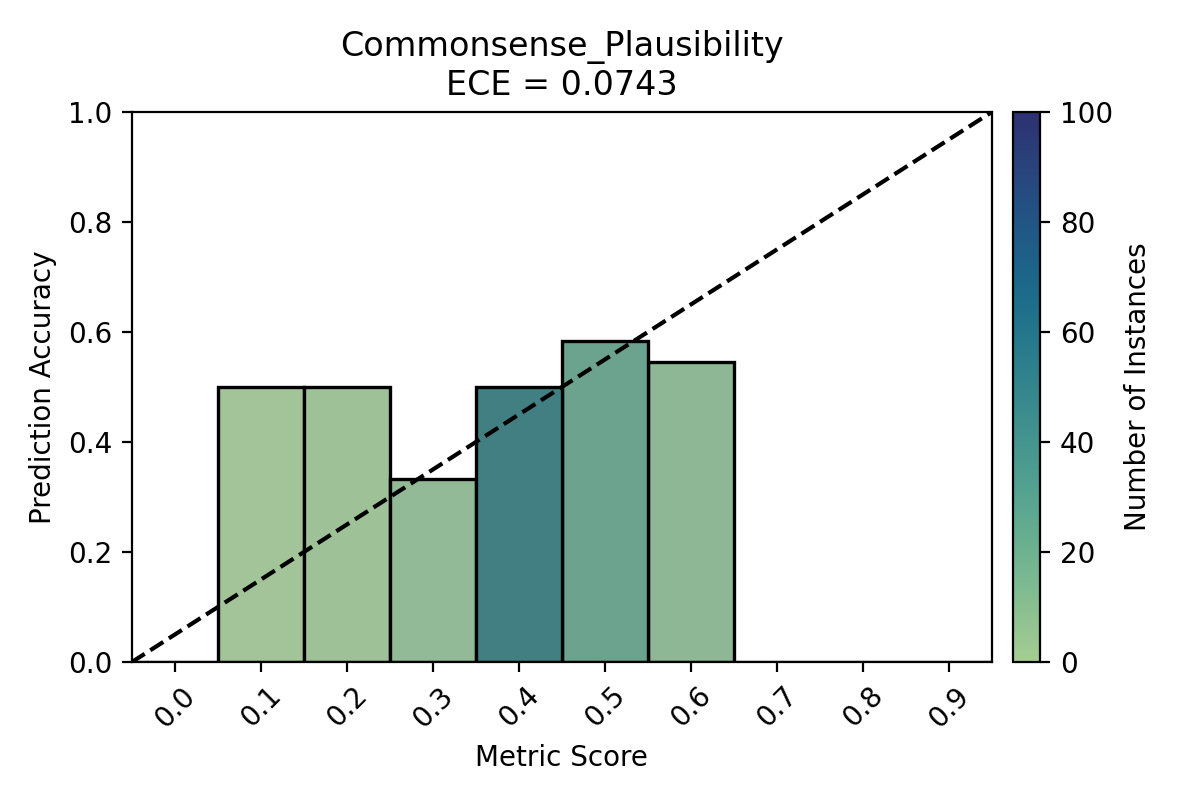 Commonsense_Plausibility
ECE = 0.0743
Prediction Accuracy
1.0
0.8
0.6
0.4
0.2
0.0
0.0 0.1 0.2 0.3 0.4 0.5 0.6 0.7 0.8 0.9
Metric Score
100
80
60
40
20
0
Number of Instances